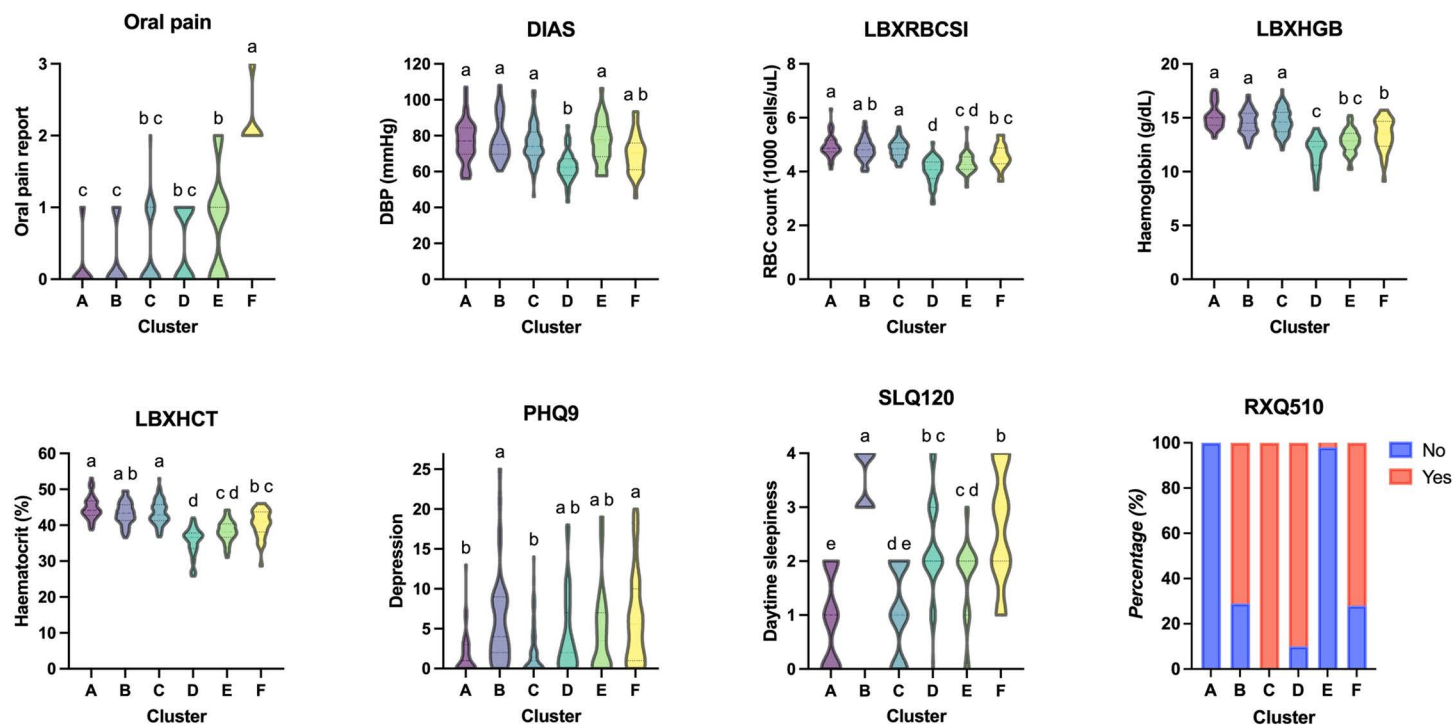 Oral pain
Oral pain report
3
2
1
0
c
c
b c
b c
b
a
A B C D E F
Cluster
DIAS
DBP (mmHg)
120
100
80
60
40
20
0
a
a
a
b
a
a b
A B C D E F
Cluster
LBXRBCSI
RBC count (1000 cells/uL)
8
6
4
2
0
a
a b
a
d
c d
b c
A B C D E F
Cluster
LBXHGB
Haemoglobin (g/dL)
20
15
10
5
0
a
a
a
c
b c
b
A B C D E F
Cluster
LBXHCT
Haematocrit (%)
60
50
40
30
20
10
0
a
a b
a
d
c d
b c
A B C D E F
Cluster
PHQ9
Depression
25
20
15
10
5
0
b
a
b
a b
a b
a
A B C D E F
Cluster
SLQ120
Daytime sleepiness
4
3
2
1
0
e
a
d e
b c
c d
b
A B C D E F
Cluster
RXQ510
Percentage (%)
100
80
60
40
20
0
A B C D E F
Cluster
No
Yes